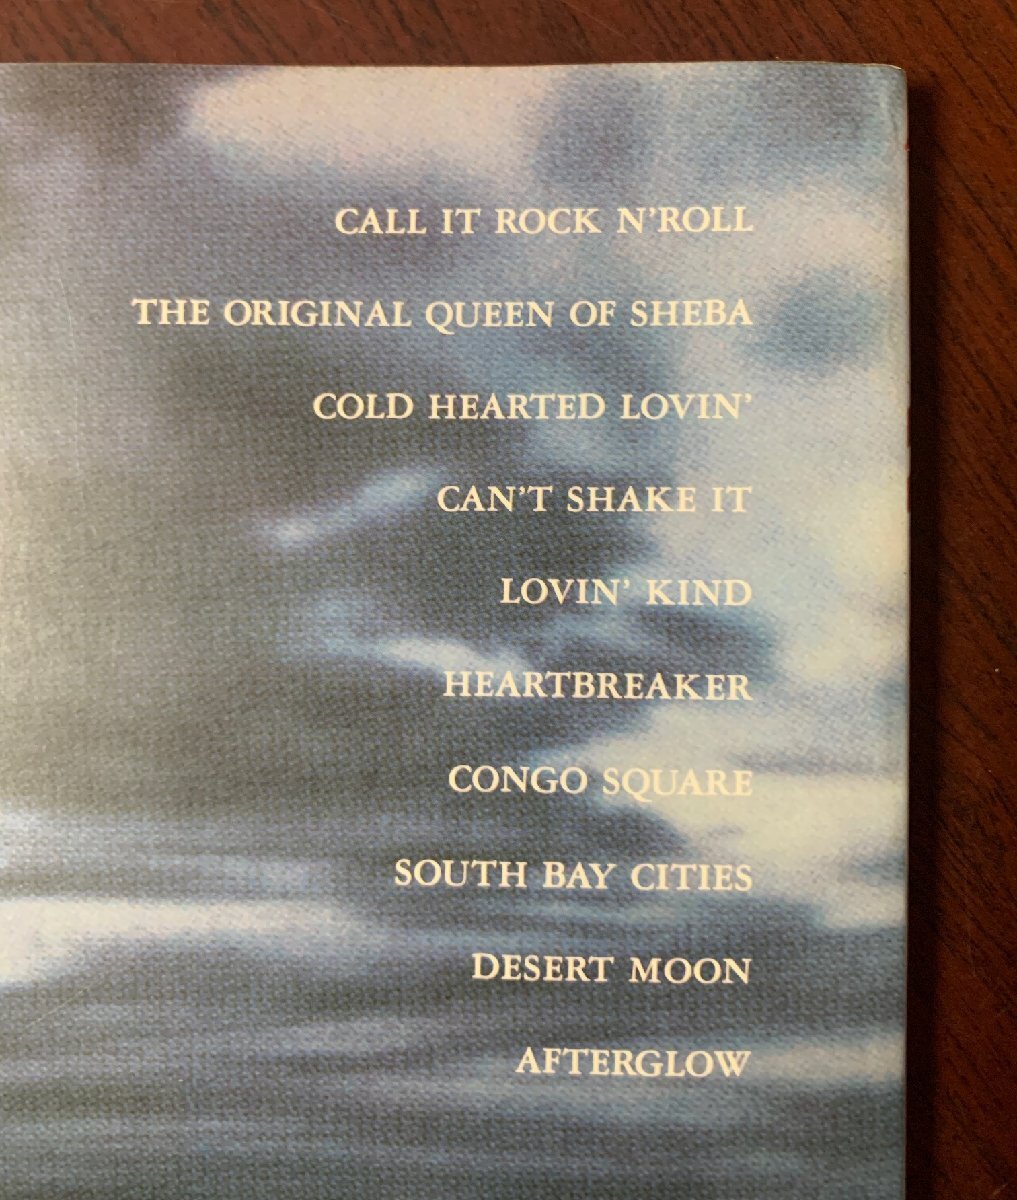 CALL IT ROCK N'ROLL
THE ORIGINAL QUEEN OF SHEBA
COLD HEARTED LOVIN'
CAN'T SHAKE IT
LOVIN' KIND
HEARTBREAKER
CONGO SQUARE
SOUTH BAY CITIES
DESERT MOON
AFTERGLOW